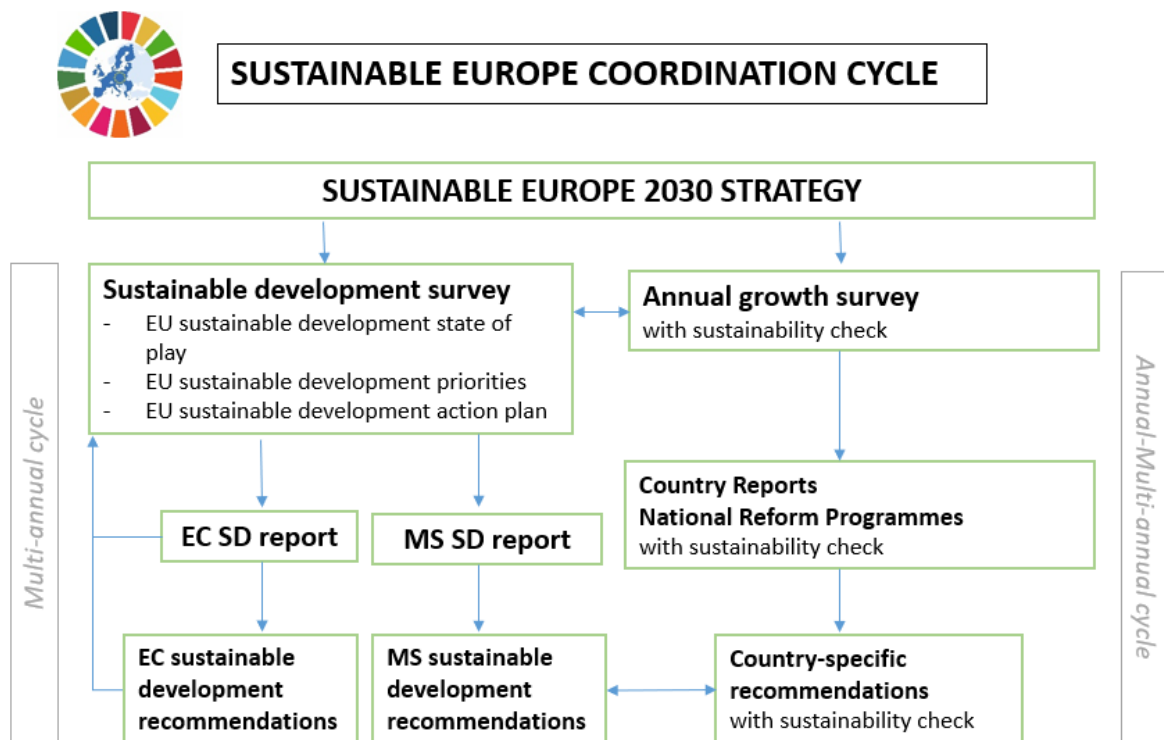 SUSTAINABLE EUROPE COORDINATION CYCLE
SUSTAINABLE EUROPE 2030 STRATEGY
Multi-annual cycle
Sustainable development survey
- EU sustainable development state of
play
- EU sustainable development priorities
- EU sustainable development action plan
Annual growth survey
with sustainability check
Annual-Multi-annual cycle
EC SD report
MS SD report
Country Reports
National Reform Programmes
with sustainability check
EC sustainable
development
recommendations
MS sustainable
development
recommendations
Country-specific
recommendations
with sustainability check